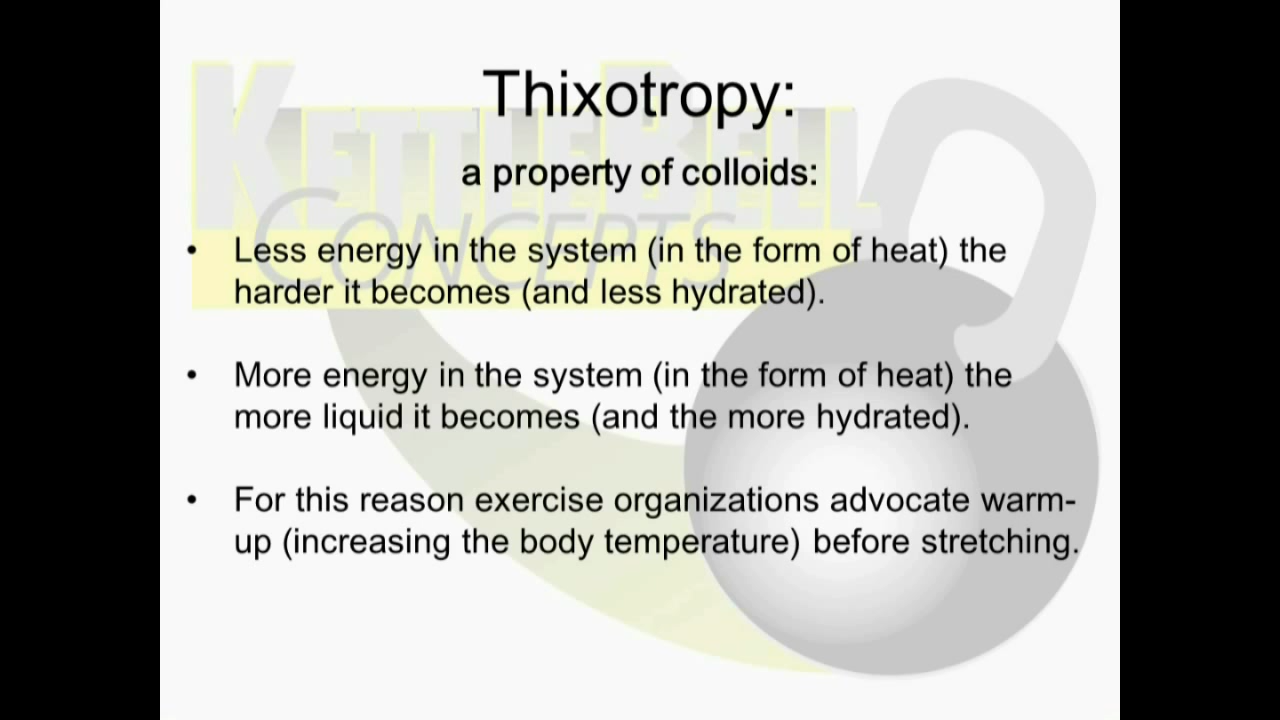 Thixotropy:
KETTLEBELL
a property of colloids:
CONCEPTS
• Less energy in the system (in the form of heat) the
harder it becomes (and less hydrated).
• More energy in the system (in the form of heat) the
more liquid it becomes (and the more hydrated).
• For this reason exercise organizations advocate warm-
up (increasing the body temperature) before stretching.